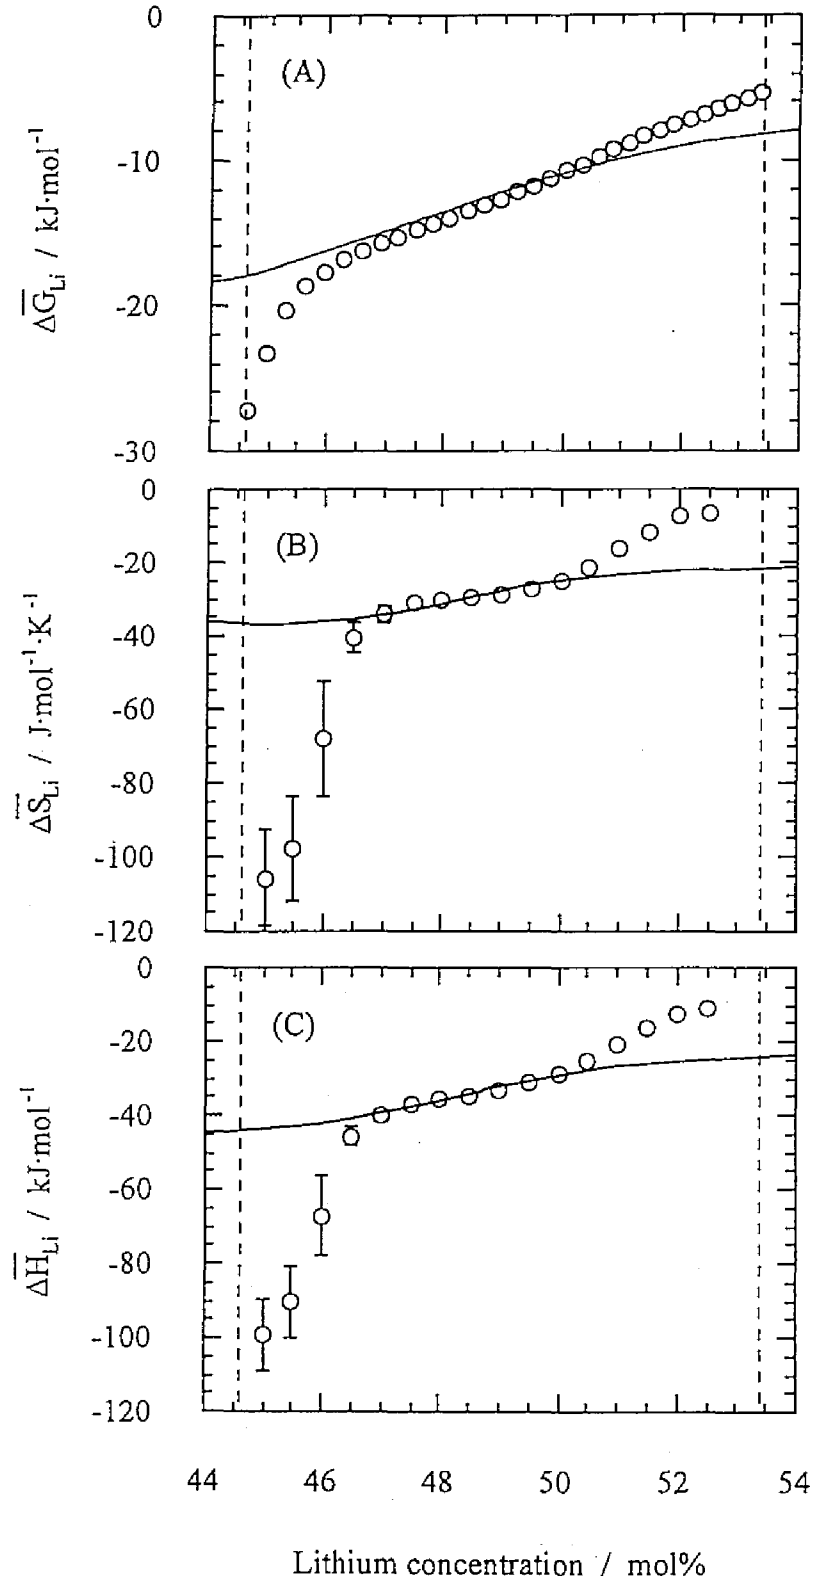 0
-10
-20
-30
ΔG̅Li / kJ·mol⁻¹
(A)
0
-20
-40
-60
-80
-100
-120
ΔS̅Li / J·mol⁻¹·K⁻¹
(B)
0
-20
-40
-60
-80
-100
-120
ΔH̅Li / kJ·mol⁻¹
(C)
44 46 48 50 52 54
Lithium concentration / mol%